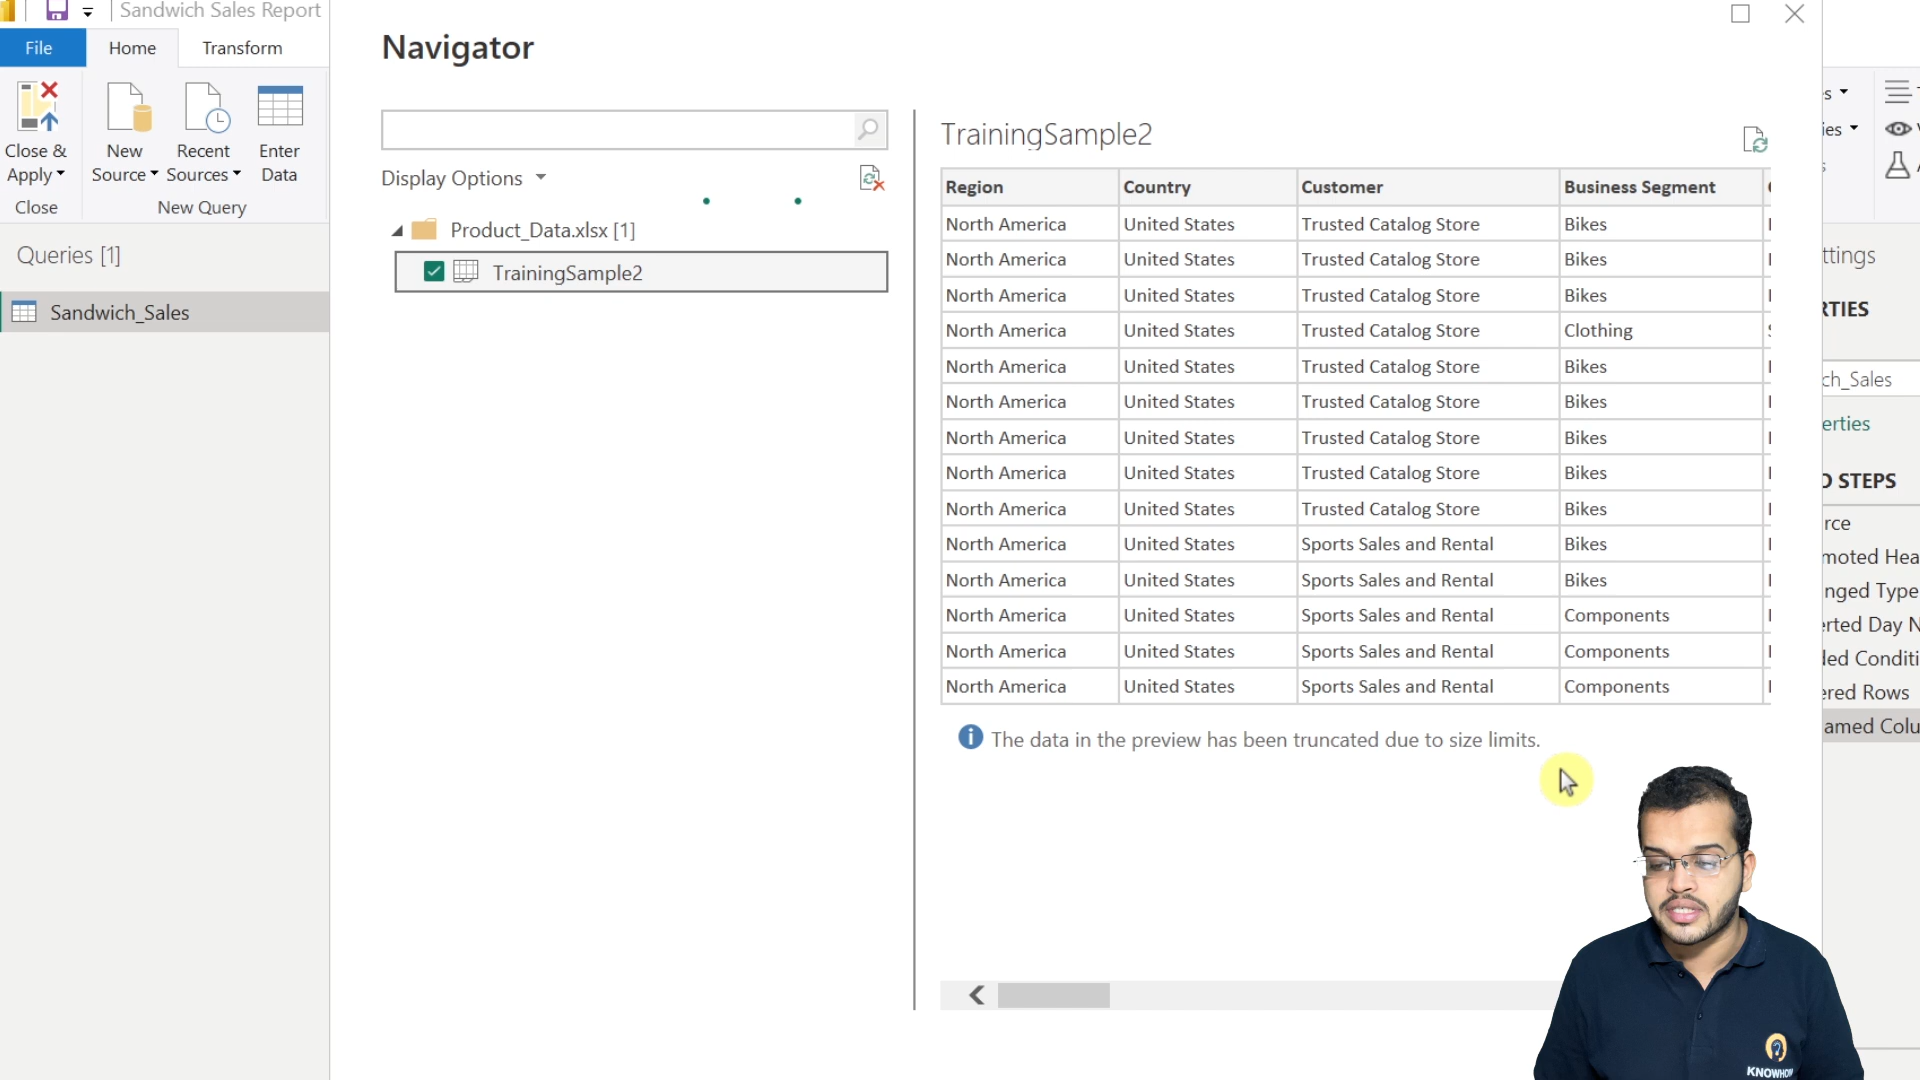 Sandwich Sales Report
File
Home
Transform
Close &
Apply
New
Source
Recent
Sources
Enter
Data
Close
New Query
Queries [1]
Sandwich_Sales
Navigator
Display Options
Product_Data.xlsx [1]
TrainingSample2
TrainingSample2
Region Country Customer Business Segment
North America United States Trusted Catalog Store Bikes
North America United States Trusted Catalog Store Bikes
North America United States Trusted Catalog Store Bikes
North America United States Trusted Catalog Store Clothing
North America United States Trusted Catalog Store Bikes
North America United States Trusted Catalog Store Bikes
North America United States Trusted Catalog Store Bikes
North America United States Trusted Catalog Store Bikes
North America United States Trusted Catalog Store Bikes
North America United States Sports Sales and Rental Bikes
North America United States Sports Sales and Rental Bikes
North America United States Sports Sales and Rental Components
North America United States Sports Sales and Rental Components
North America United States Sports Sales and Rental Components
The data in the preview has been truncated due to size limits.
ttings
RTIES
ch_Sales
erties
STEPS
rce
moted Hea
nged Type
erted Day N
ded Conditi
ered Rows
amed Colu
KNOWHOW